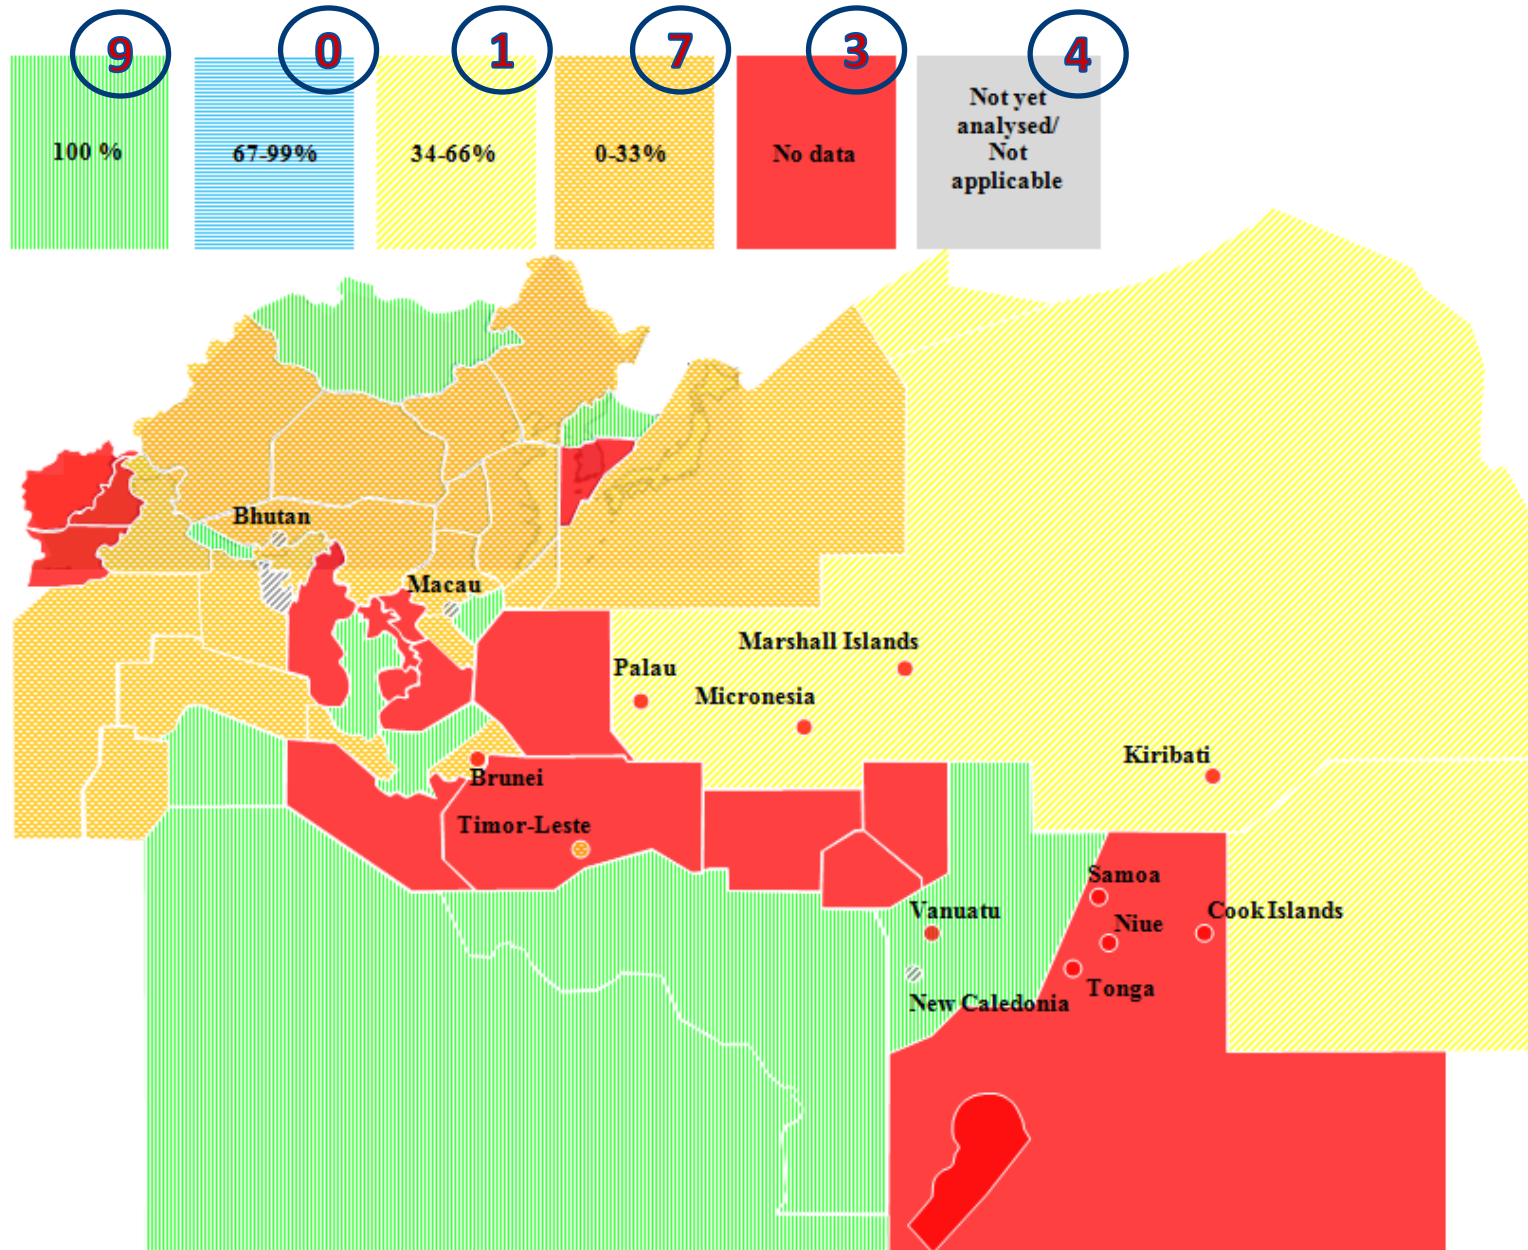 9
0
1
7
3
4
100 %
67-99%
34-66%
0-33%
No data
Not yet
analysed/
Not
applicable
Bhutan
Macau
Marshall Islands
Palau
Micronesia
Kiribati
Brunei
Timor-Leste
Samoa
Vanuatu
Cook Islands
Niue
Tonga
New Caledonia